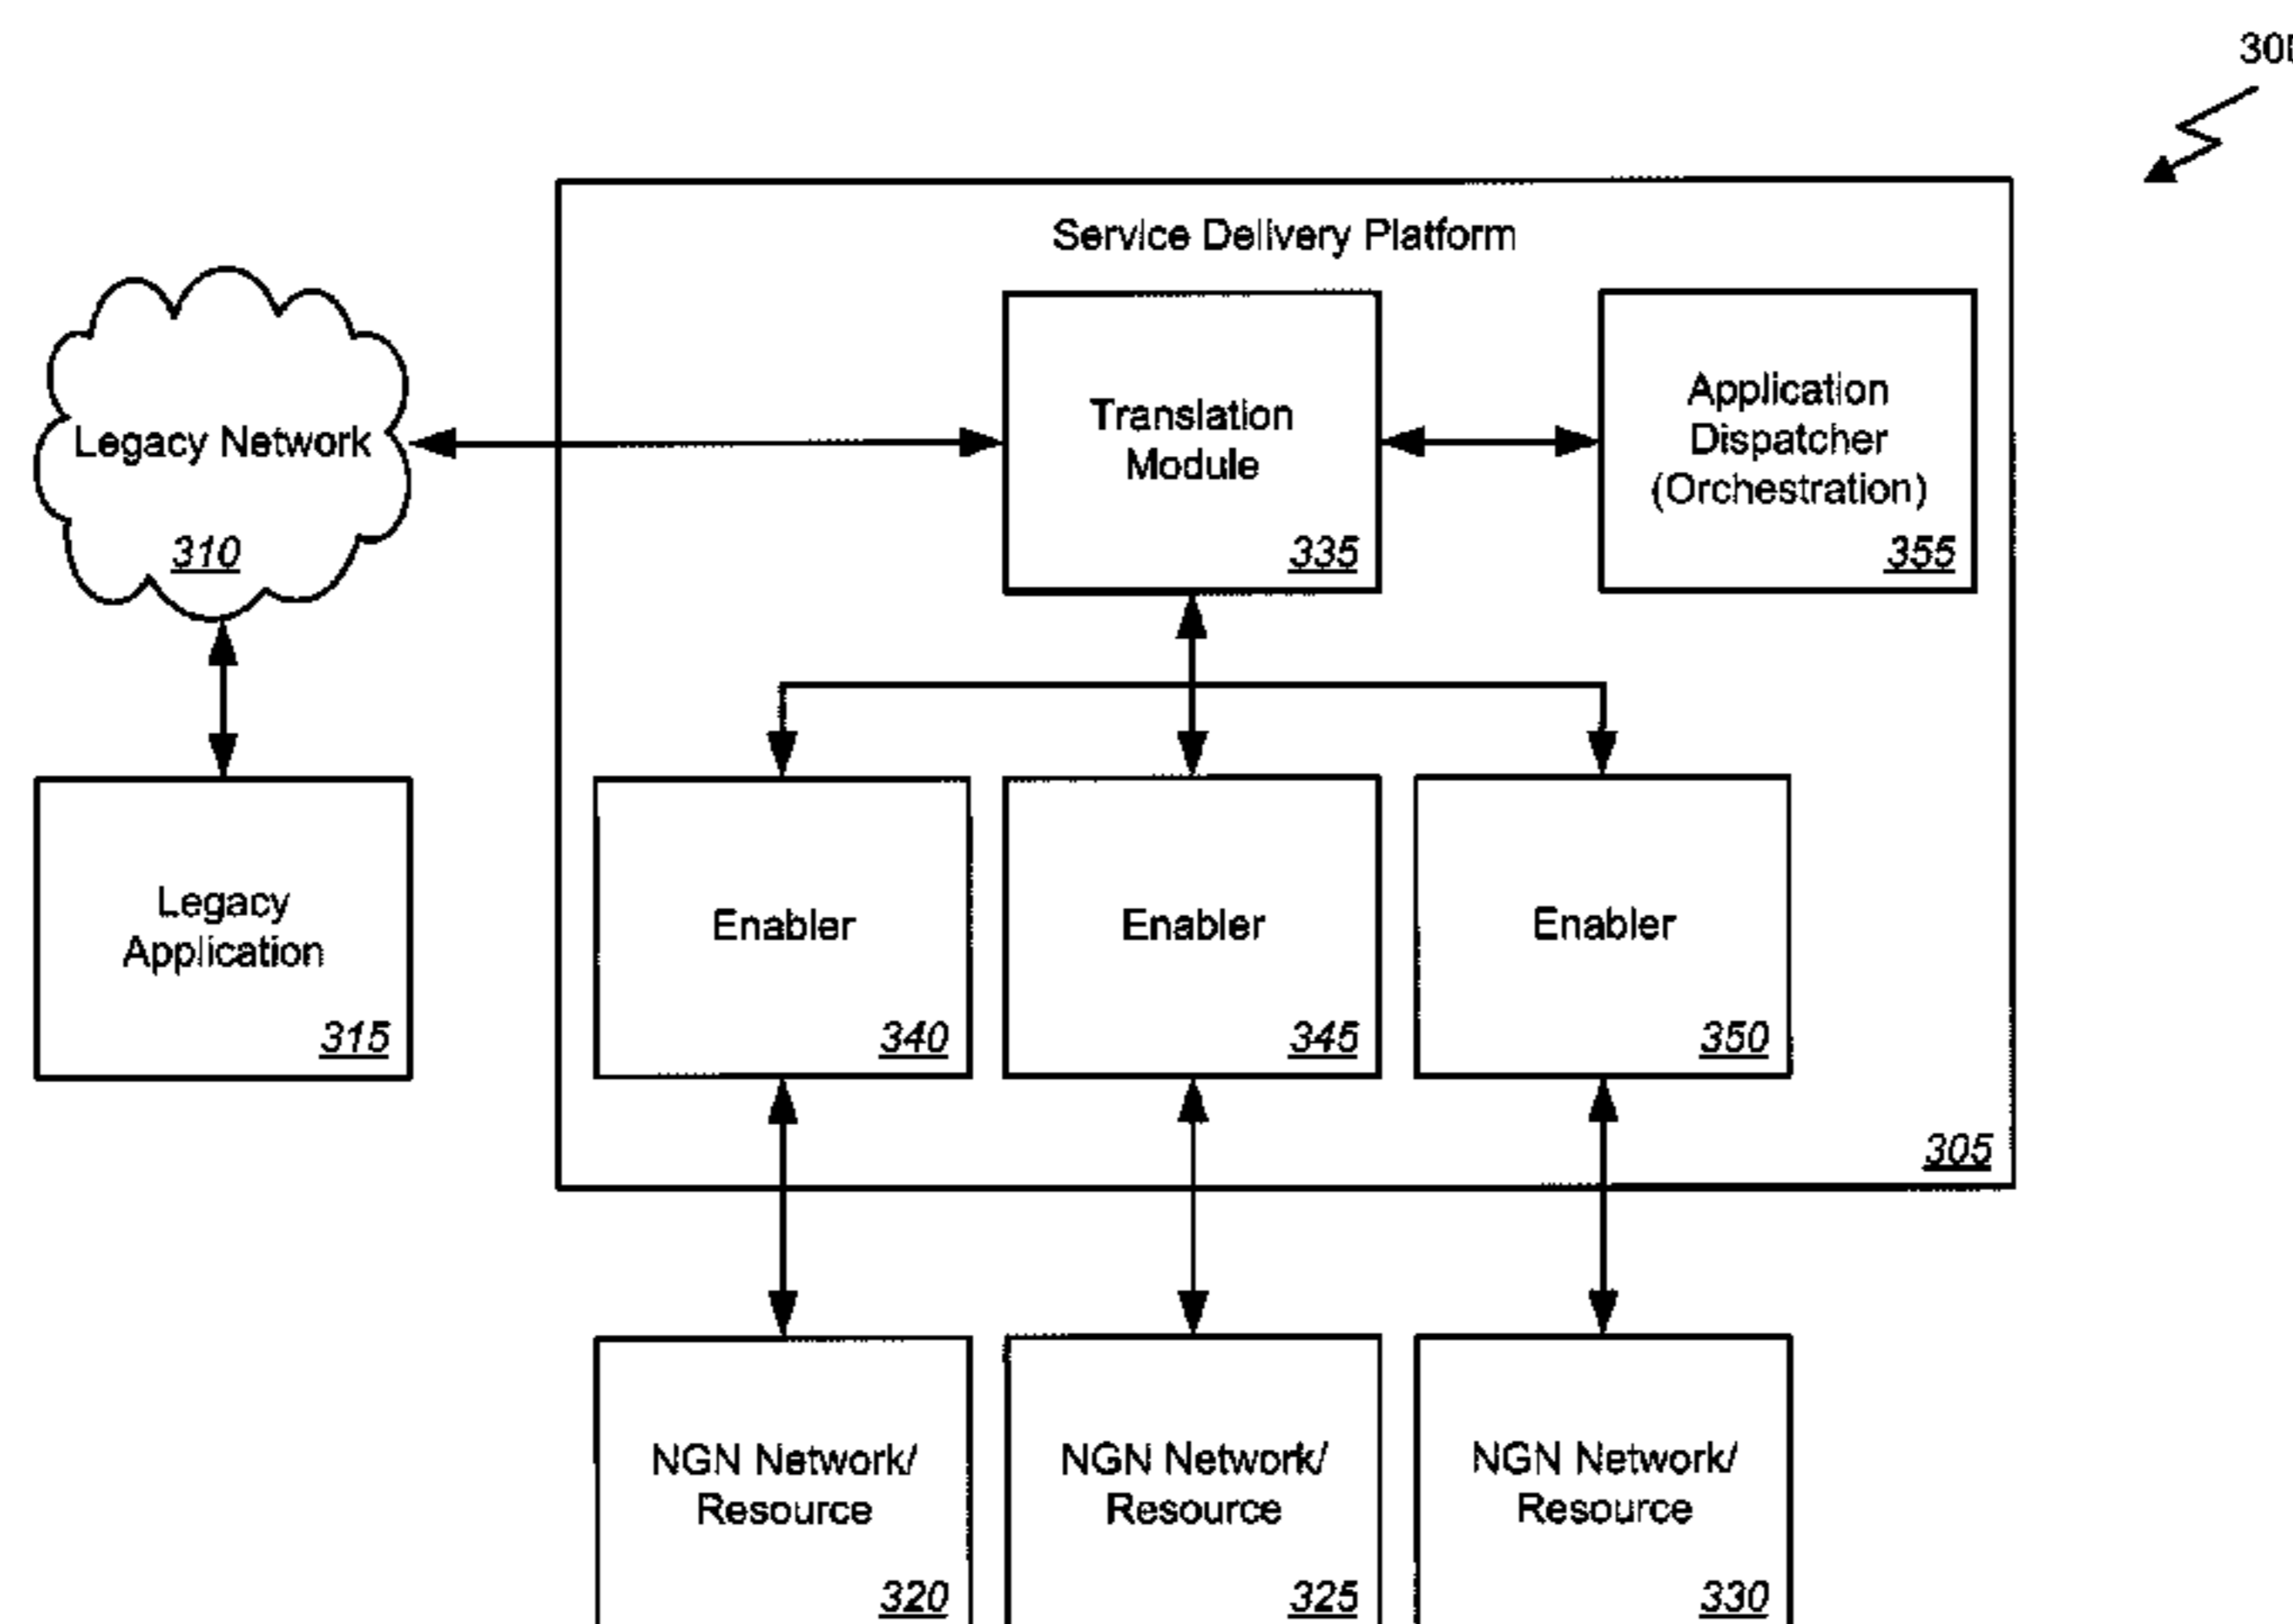 Service Delivery Platform
Legacy Network
310
Translation
Module
335
Application
Dispatcher
(Orchestration)
355
Legacy
Application
315
Enabler
340
Enabler
345
Enabler
350
305
NGN Network/
Resource
320
NGN Network/
Resource
325
NGN Network/
Resource
330